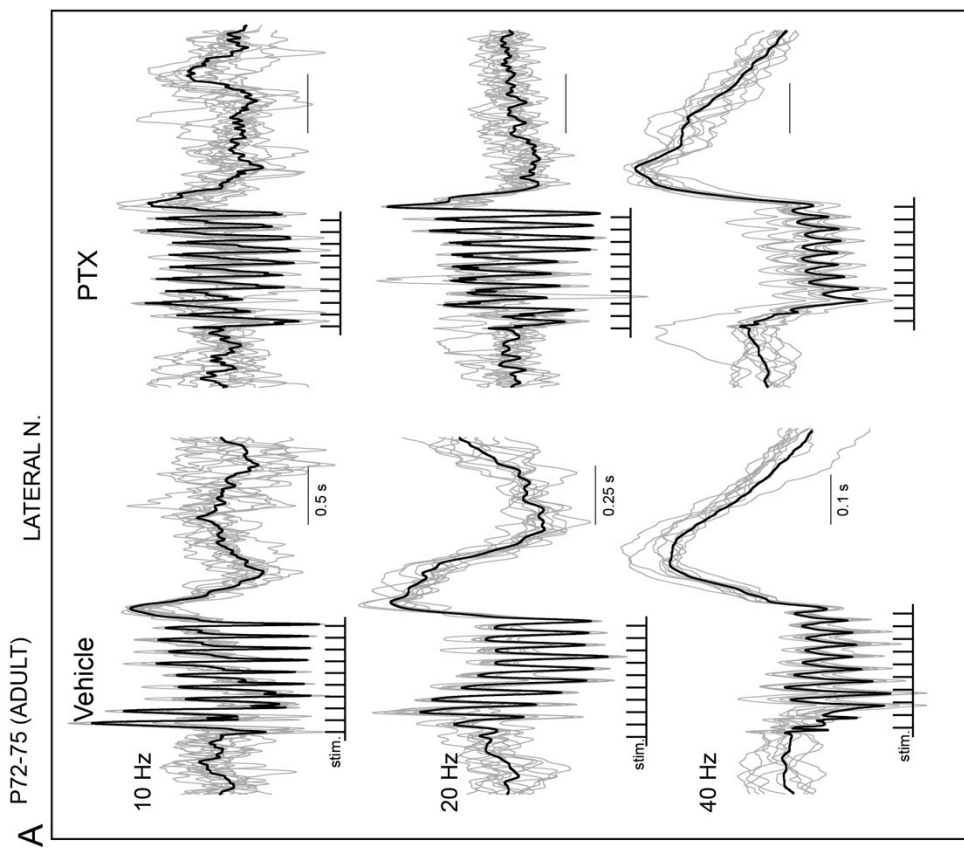 A P72-75 (ADULT) LATERAL N.
Vehicle PTX
10 Hz
stim.
0.5 s
20 Hz
stim.
0.25 s
40 Hz
stim.
0.1 s